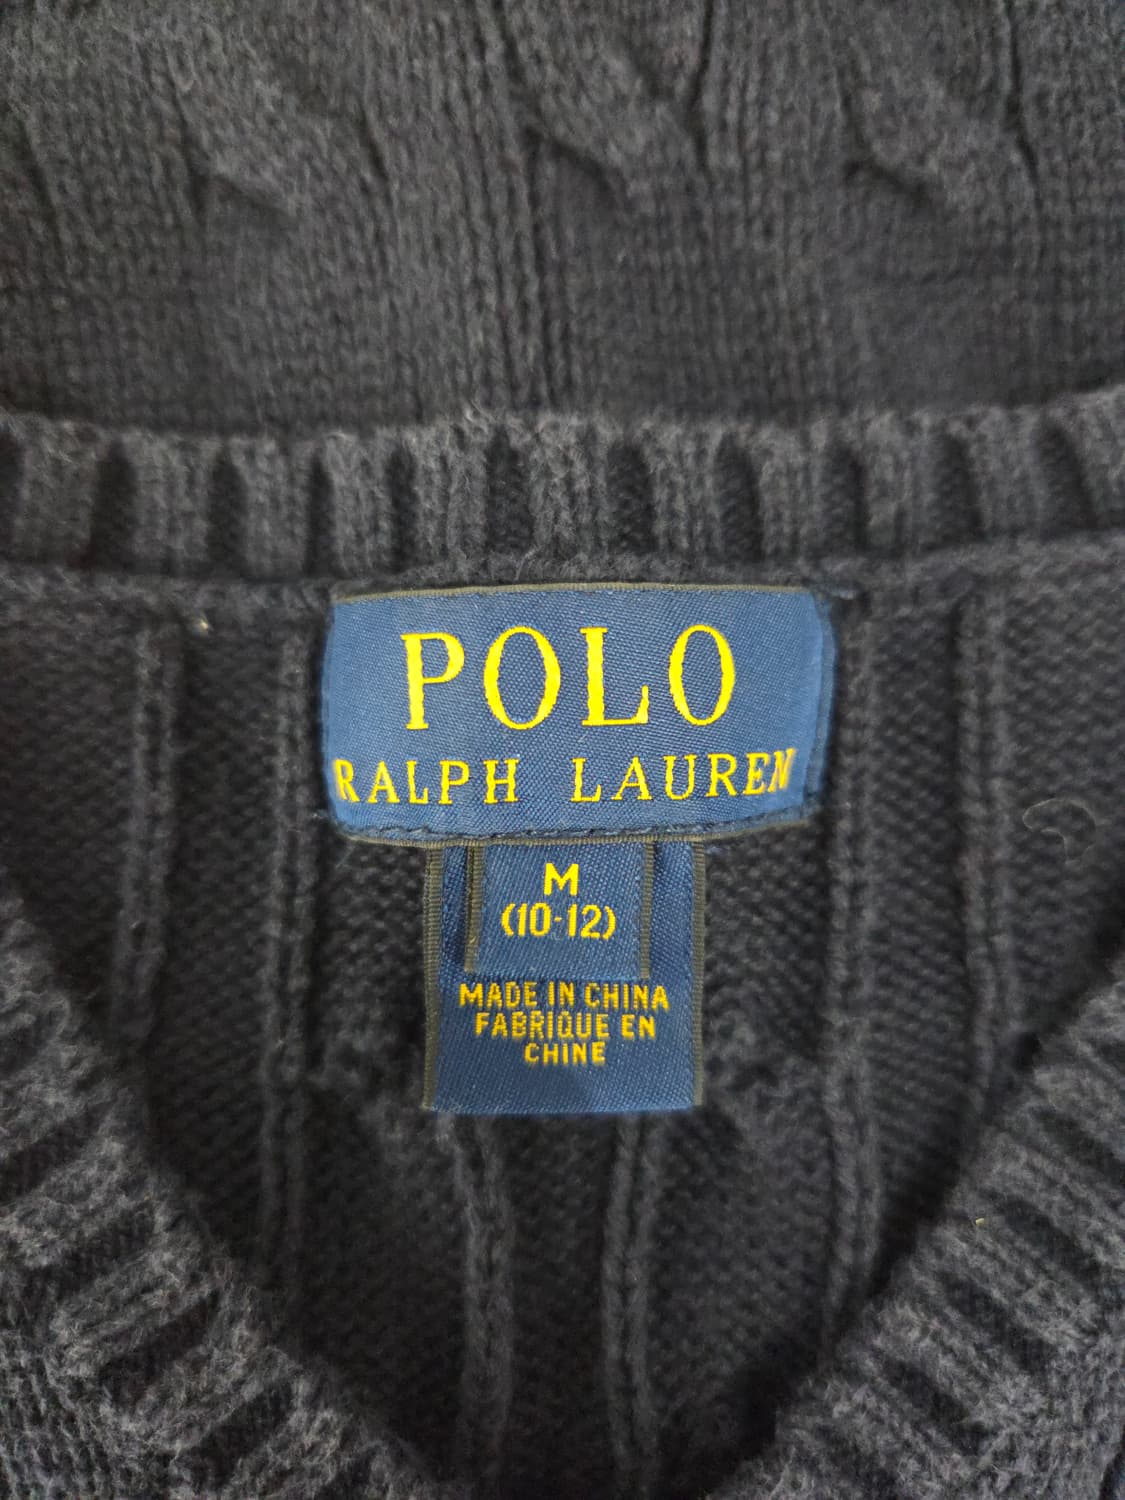 POLO
RALPH LAUREN
M
(10-12)
MADE IN CHINA
FABRIQUE EN
CHINE